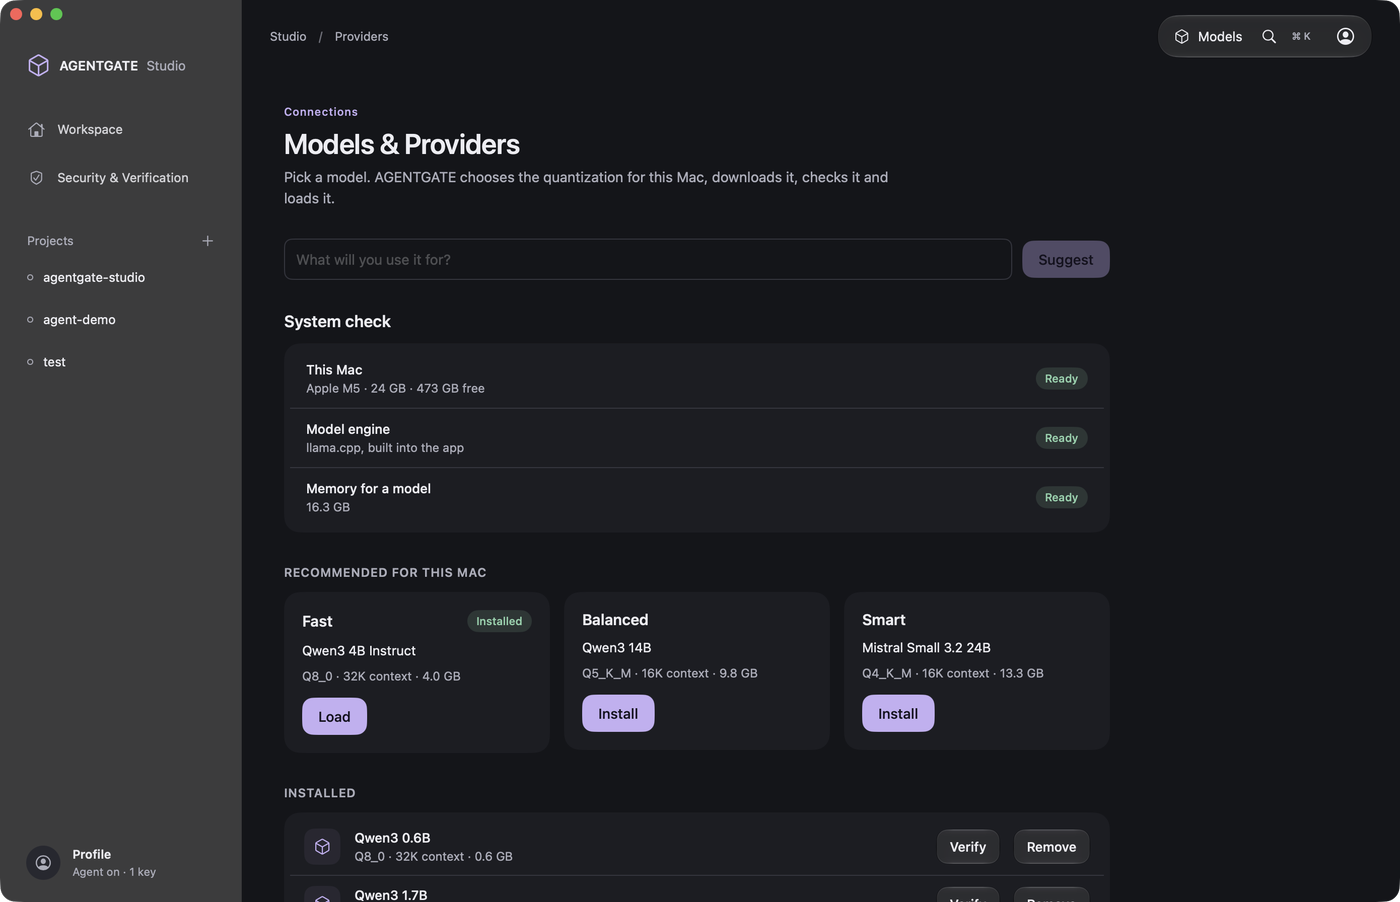 AGENTGATE Studio
Workspace
Security & Verification
Projects
agentgate-studio
agent-demo
test
Profile
Agent on · 1 key
Studio / Providers
Models ⌘ K
Connections
Models & Providers
Pick a model. AGENTGATE chooses the quantization for this Mac, downloads it, checks it and
loads it.
What will you use it for?
Suggest
System check
This Mac
Apple M5 · 24 GB · 473 GB free
Ready
Model engine
llama.cpp, built into the app
Ready
Memory for a model
16.3 GB
Ready
RECOMMENDED FOR THIS MAC
Fast
Installed
Qwen3 4B Instruct
Q8_0 · 32K context · 4.0 GB
Load
Balanced
Qwen3 14B
Q5_K_M · 16K context · 9.8 GB
Install
Smart
Mistral Small 3.2 24B
Q4_K_M · 16K context · 13.3 GB
Install
INSTALLED
Qwen3 0.6B
Q8_0 · 32K context · 0.6 GB
Verify
Remove
Qwen3 1.7B